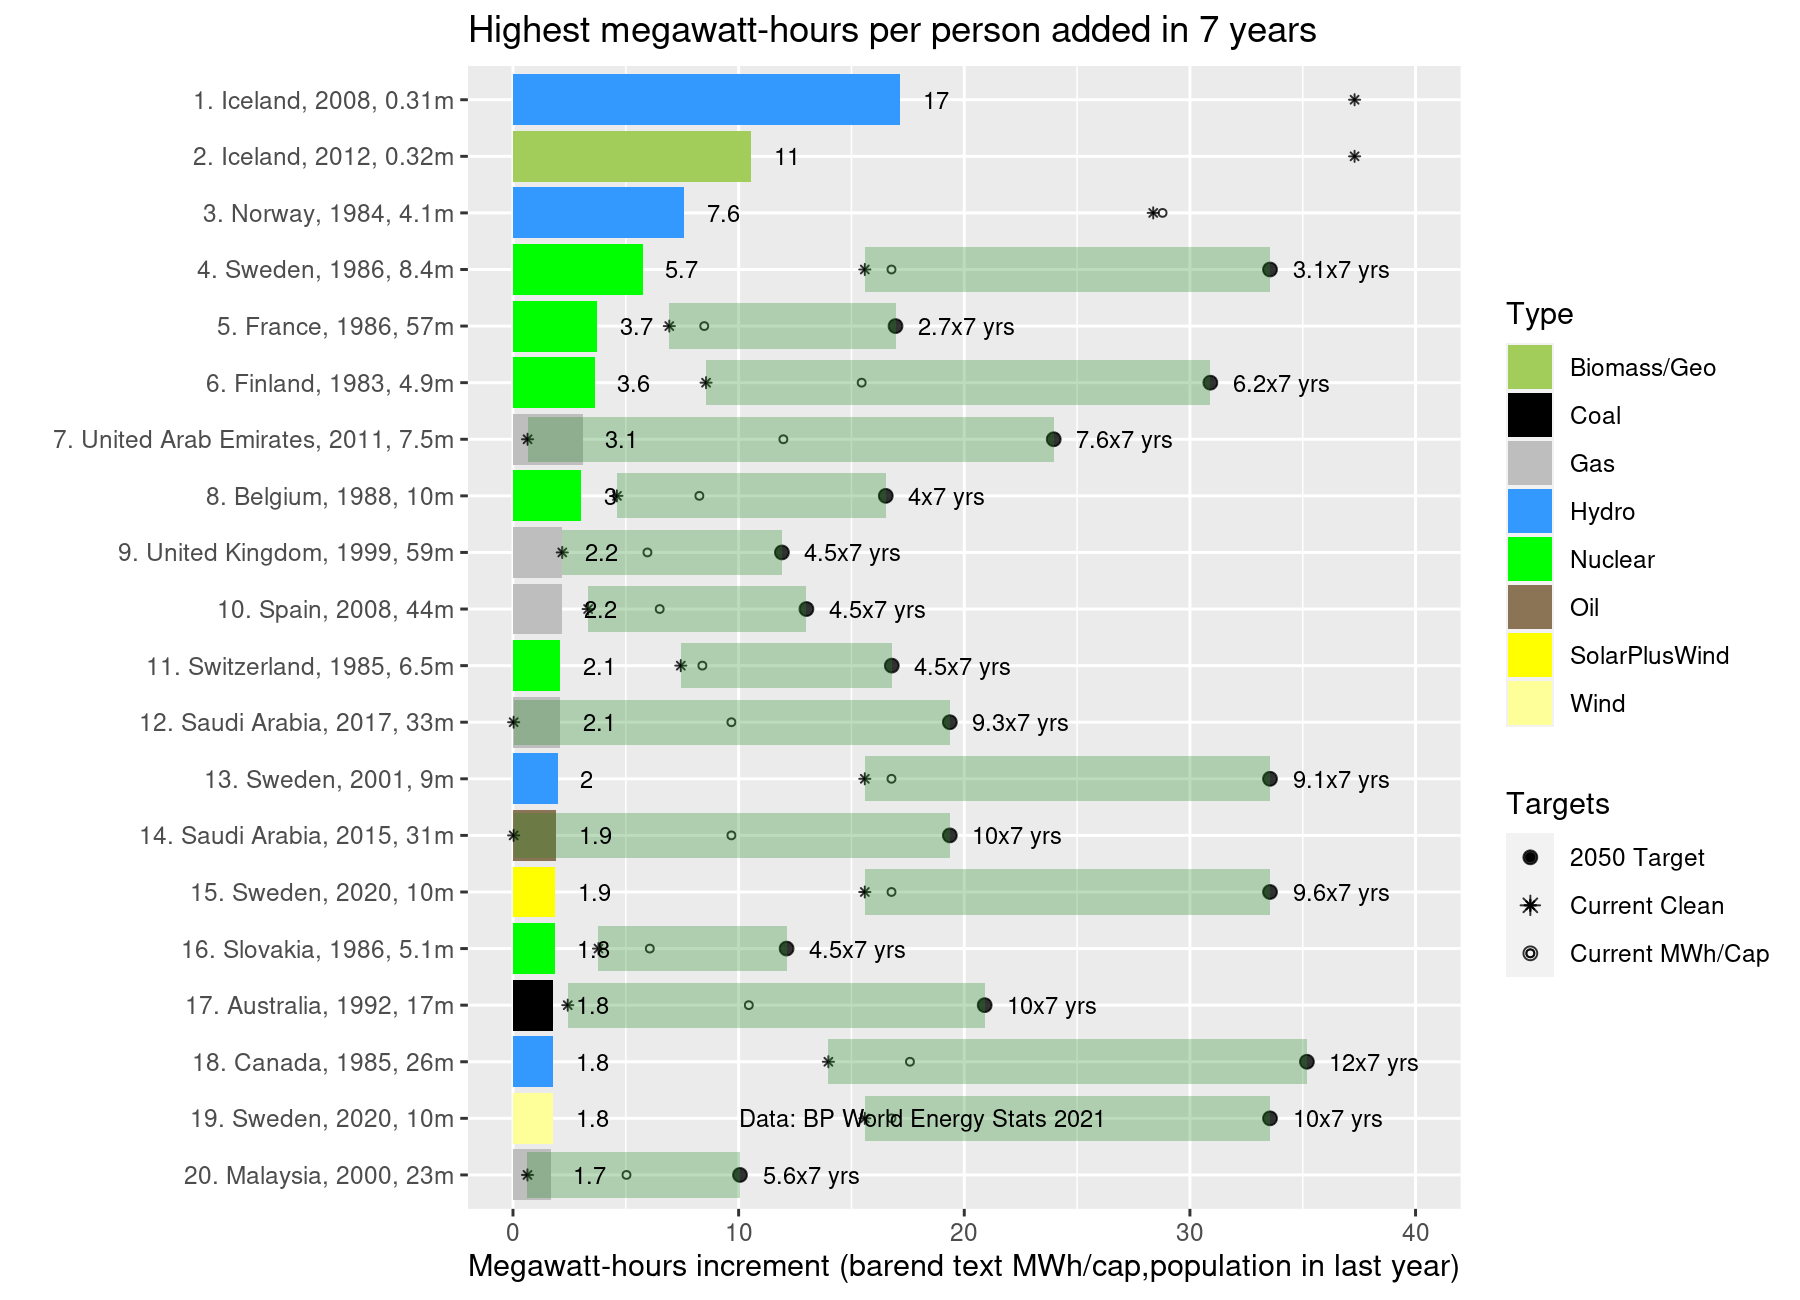 Highest megawatt-hours per person added in 7 years
1. Iceland, 2008, 0.31m 17
2. Iceland, 2012, 0.32m 11
3. Norway, 1984, 4.1m 7.6
4. Sweden, 1986, 8.4m 5.7 3.1x7 yrs
5. France, 1986, 57m 3.7 2.7x7 yrs
6. Finland, 1983, 4.9m 3.6 6.2x7 yrs
7. United Arab Emirates, 2011, 7.5m 3.1 7.6x7 yrs
8. Belgium, 1988, 10m 3 4x7 yrs
9. United Kingdom, 1999, 59m 2.2 4.5x7 yrs
10. Spain, 2008, 44m 2.2 4.5x7 yrs
11. Switzerland, 1985, 6.5m 2.1 4.5x7 yrs
12. Saudi Arabia, 2017, 33m 2.1 9.3x7 yrs
13. Sweden, 2001, 9m 2 9.1x7 yrs
14. Saudi Arabia, 2015, 31m 1.9 10x7 yrs
15. Sweden, 2020, 10m 1.9 9.6x7 yrs
16. Slovakia, 1986, 5.1m 1.8 4.5x7 yrs
17. Australia, 1992, 17m 1.8 10x7 yrs
18. Canada, 1985, 26m 1.8 12x7 yrs
19. Sweden, 2020, 10m 1.8 Data: BP World Energy Stats 2021 10x7 yrs
20. Malaysia, 2000, 23m 1.7 5.6x7 yrs
0 10 20 30 40
Megawatt-hours increment (barend text MWh/cap,population in last year)
Type
Biomass/Geo
Coal
Gas
Hydro
Nuclear
Oil
SolarPlusWind
Wind
Targets
2050 Target
Current Clean
Current MWh/Cap